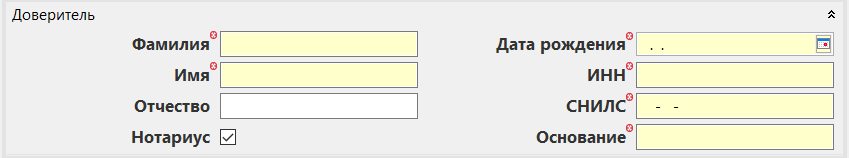 Доверитель
Фамилия
Дата рождения . .
Имя
ИНН
Отчество
СНИЛС - -
Нотариус
Основание